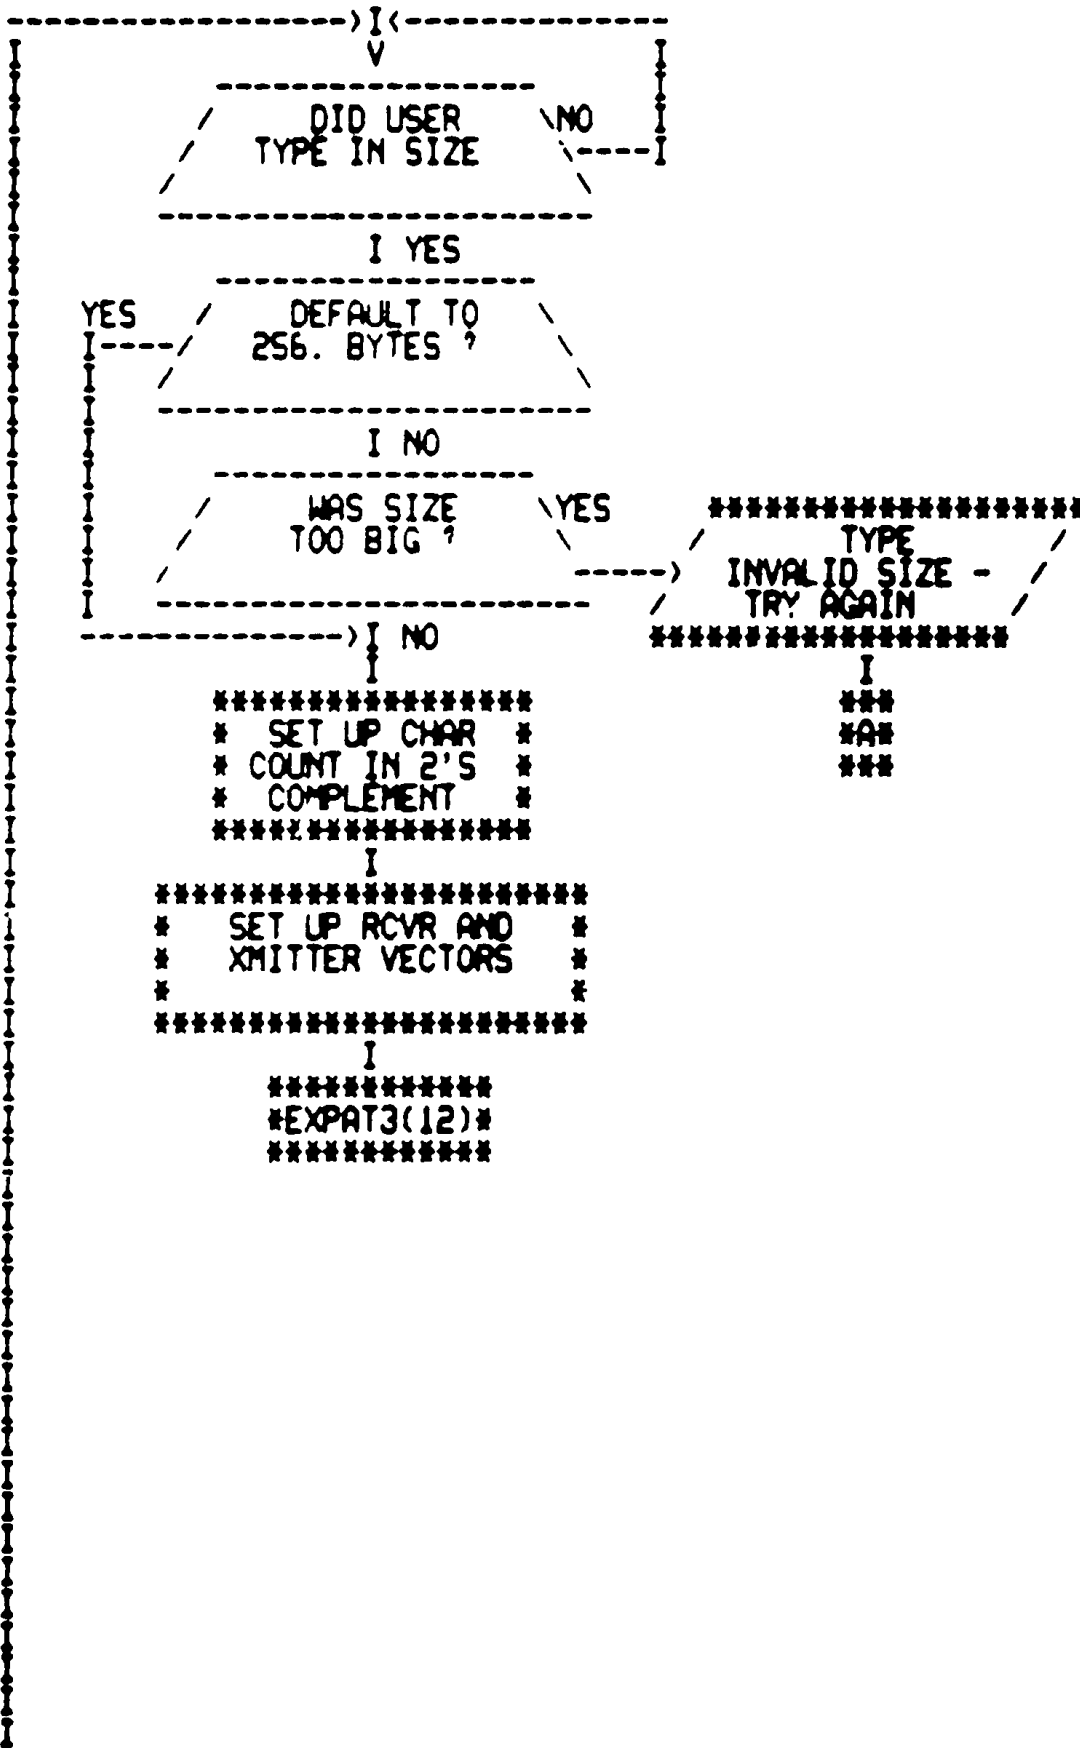 DID USER
NO
TYPE IN SIZE
I YES
YES
DEFAULT TO
256. BYTES ?
I NO
WAS SIZE
YES
TOO BIG ?
TYPE
INVALID SIZE -
TRY AGAIN
I NO
SET UP CHAR
*A*
COUNT IN 2'S
COMPLEMENT
SET UP RCVR AND
XMITTER VECTORS
*EXPAT3(12)*